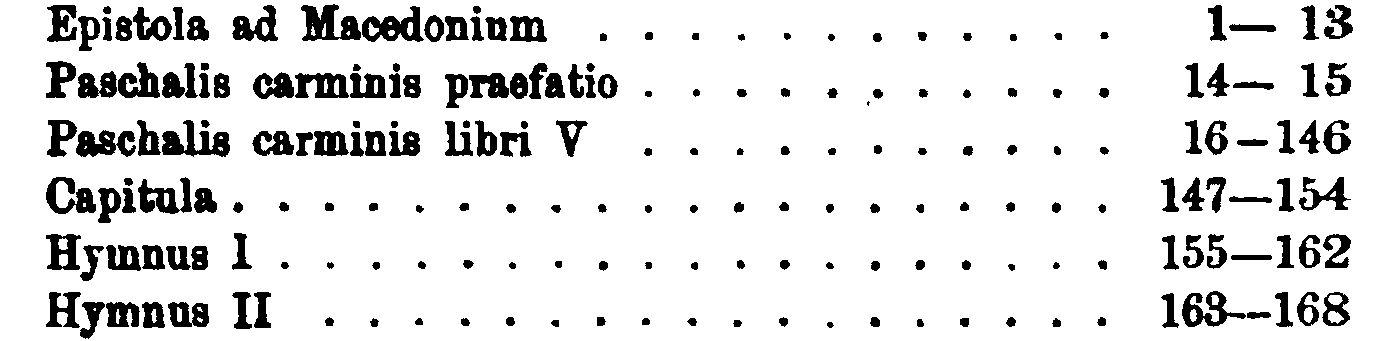 Epistola ad Macedonium . . . . . . . . . . . . 1— 13
Paschalis carminis praefatio . . . . . . . . . . . 14— 15
Paschalis carminis libri V . . . . . . . . . . . 16–146
Capitula . . . . . . . . . . . . . . . . . . . . 147—154
Hymnus I . . . . . . . . . . . . . . . . . . . 155—162
Hymnus II . . . . . . . . . . . . . . . . . . 163—168